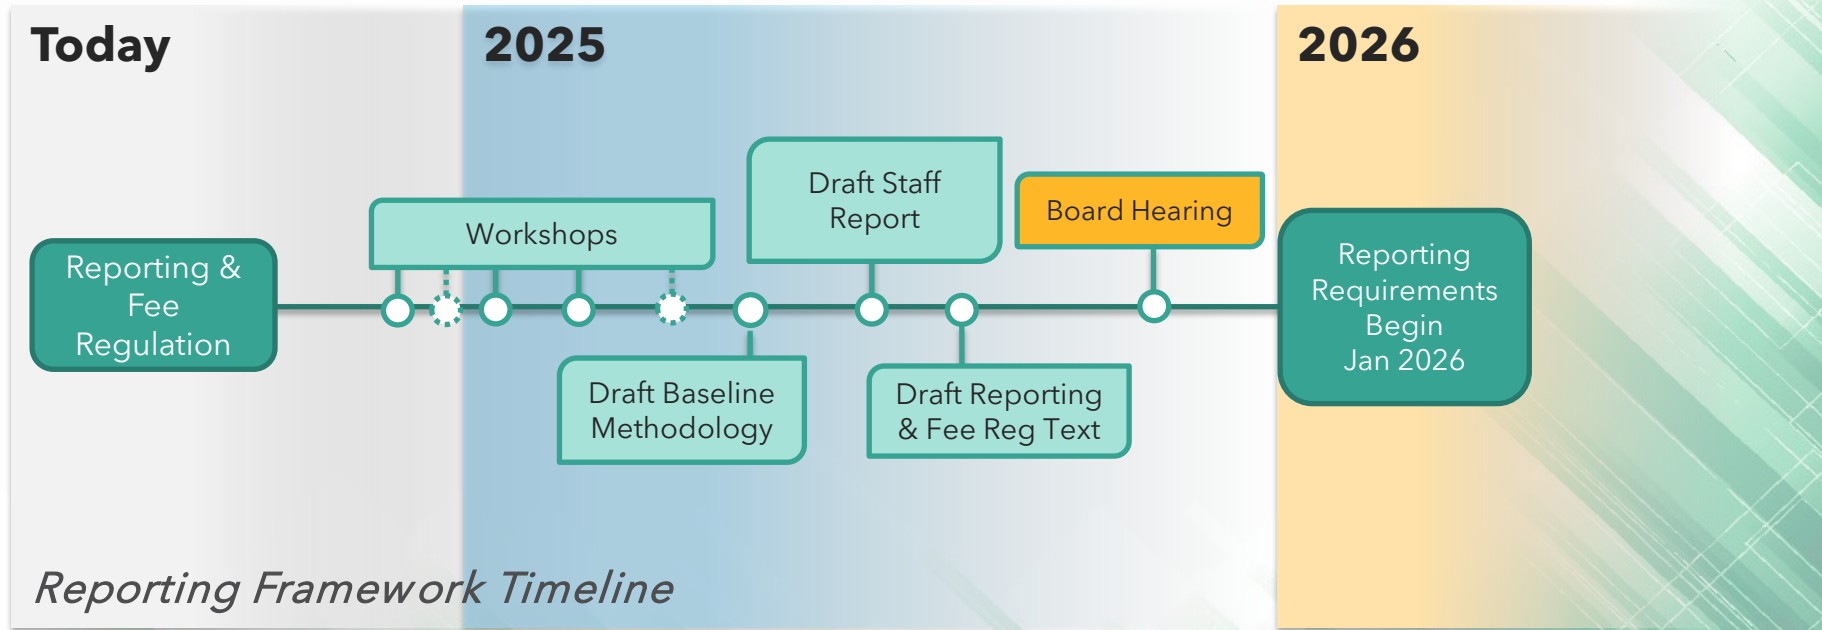 Today
2025
2026
Reporting &
Fee
Regulation
Workshops
Draft Baseline
Methodology
Draft Staff
Report
Draft Reporting
& Fee Reg Text
Board Hearing
Reporting
Requirements
Begin
Jan 2026
Reporting Framework Timeline